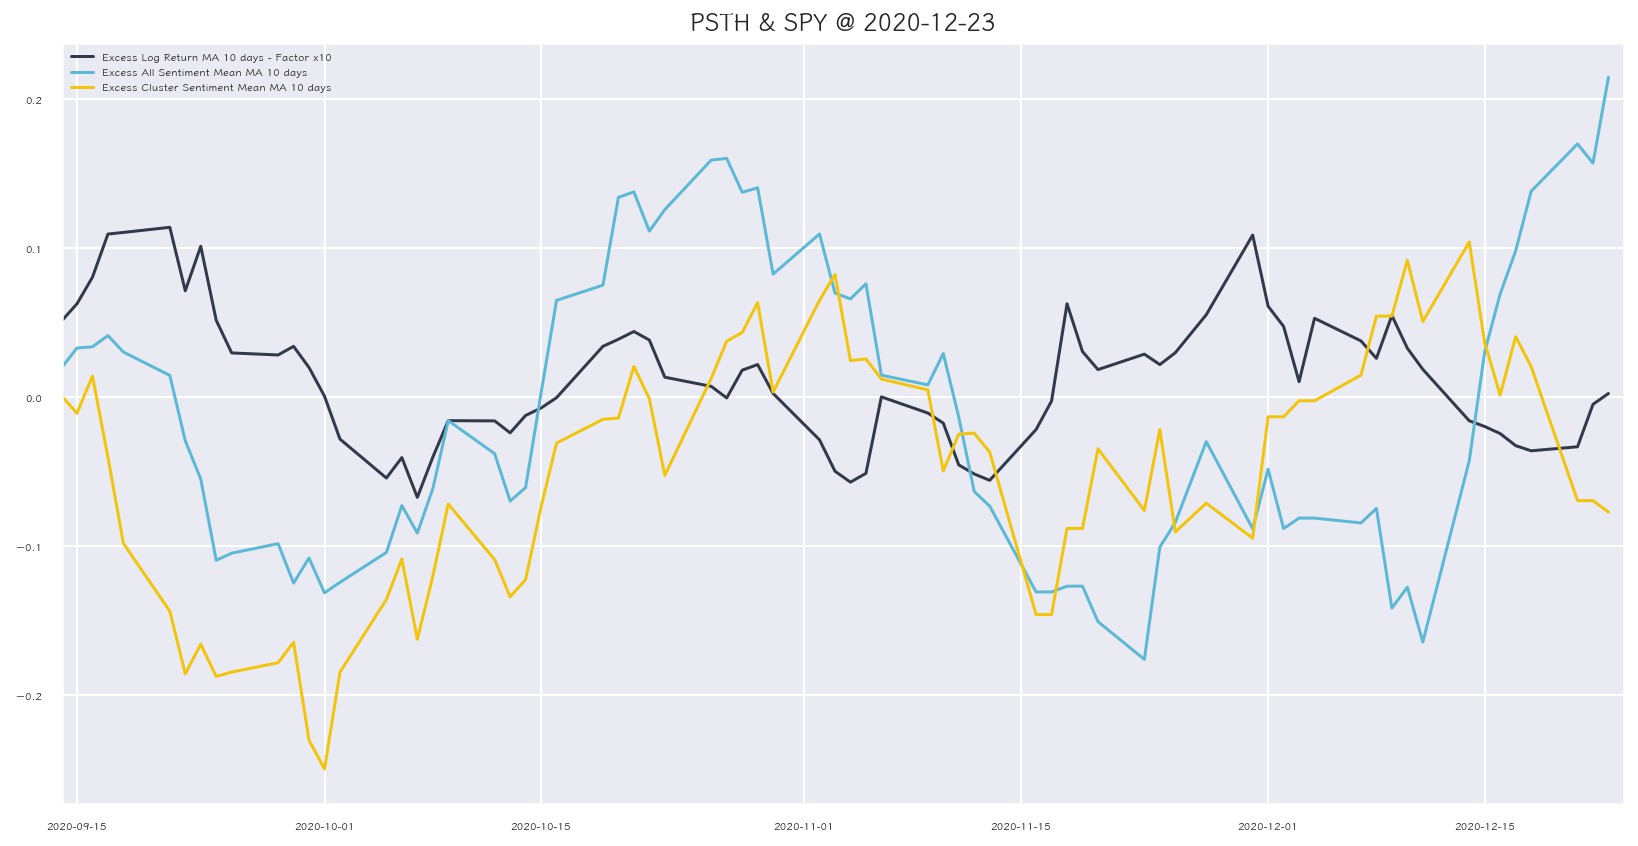 PSTH & SPY @ 2020-12-23
Excess Log Return MA 10 days - Factor x10
Excess All Sentiment Mean MA 10 days
Excess Cluster Sentiment Mean MA 10 days
0.2
0.1
0.0
−0.1
−0.2
2020-09-15 2020-10-01 2020-10-15 2020-11-01 2020-11-15 2020-12-01 2020-12-15